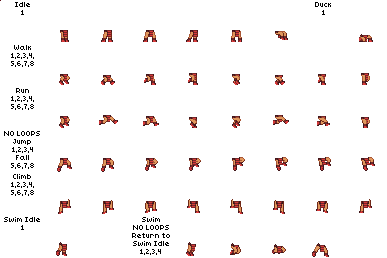 Idle
1
Duck
1
Walk
1,2,3,4,
5,6,7,8
Run
1,2,3,4,
5,6,7,8
NO LOOPS
Jump
1,2,3,4
Fall
5,6,7,8
Climb
1,2,3,4,
5,6,7,8
Swim Idle
1
Swim
NO LOOPS
Return to
Swim Idle
1,2,3,4